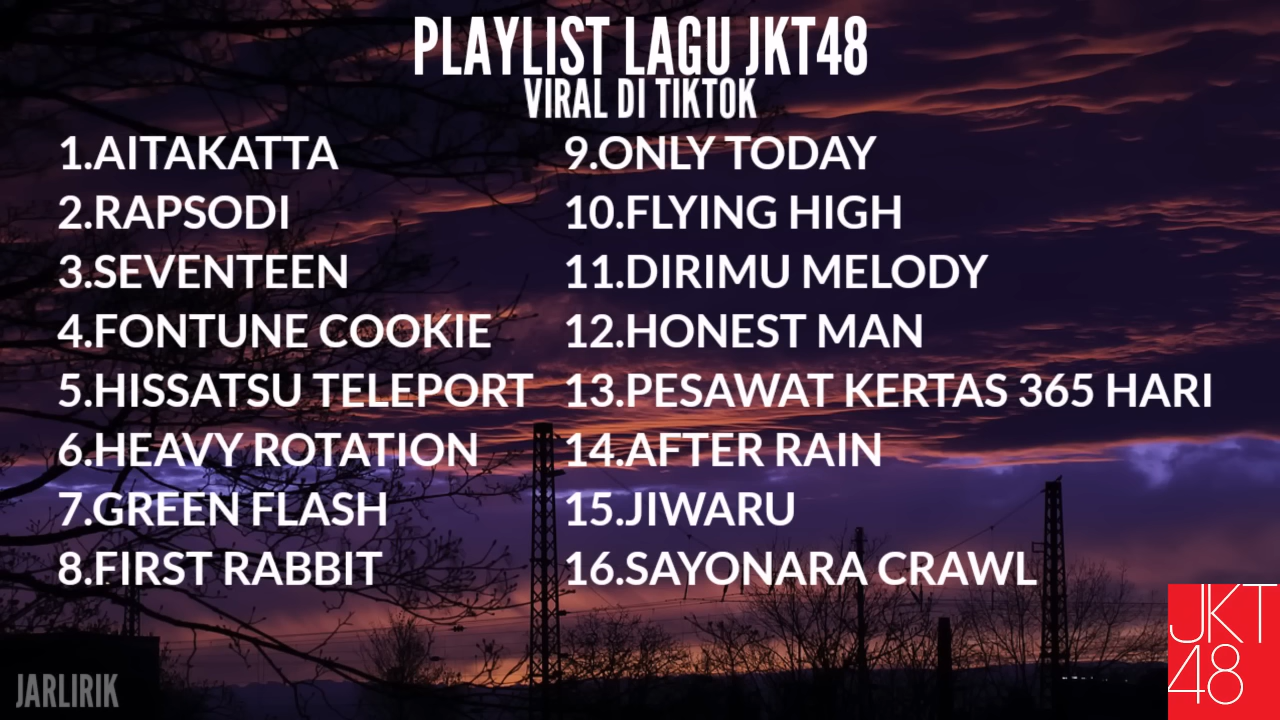 PLAYLIST LAGU JKT48
VIRAL DI TIKTOK
1.AITAKATTA
2.RAPSODI
3.SEVENTEEN
4.FONTUNE COOKIE
5.HISSATSU TELEPORT
6.HEAVY ROTATION
7.GREEN FLASH
8.FIRST RABBIT
9.ONLY TODAY
10.FLYING HIGH
11.DIRIMU MELODY
12.HONEST MAN
13.PESAWAT KERTAS 365 HARI
14.AFTER RAIN
15.JIWARU
16.SAYONARA CRAWL
JARLIRIK
JKT
48